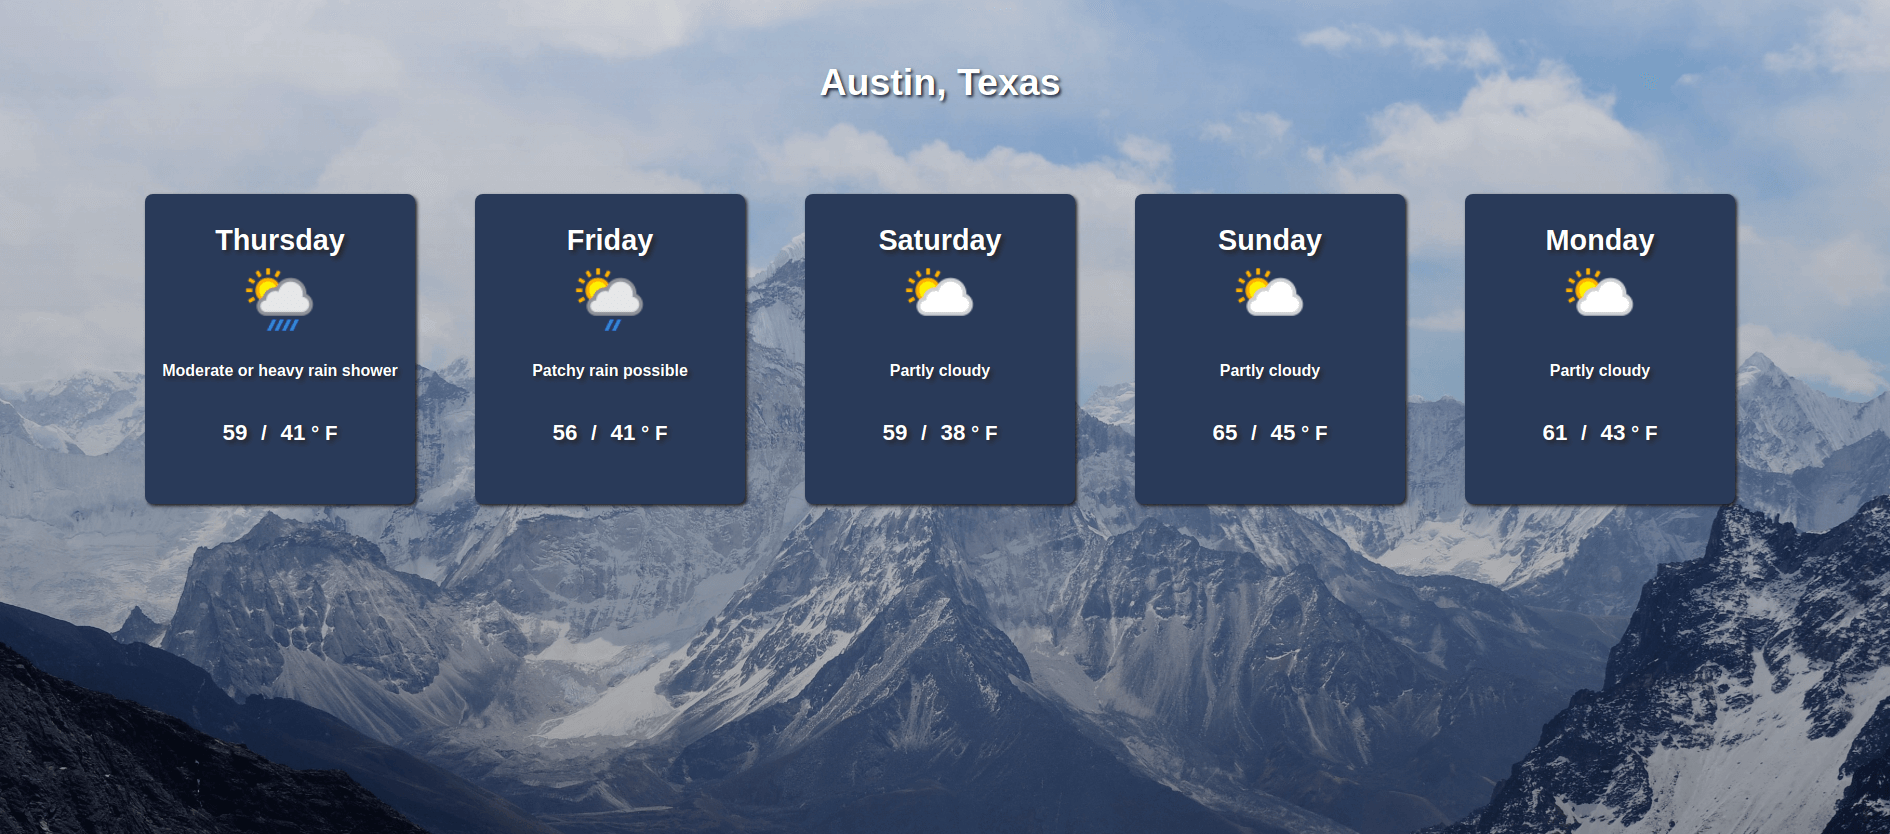 Austin, Texas
Thursday
Moderate or heavy rain shower
59 / 41 ° F
Friday
Patchy rain possible
56 / 41 ° F
Saturday
Partly cloudy
59 / 38 ° F
Sunday
Partly cloudy
65 / 45 ° F
Monday
Partly cloudy
61 / 43 ° F